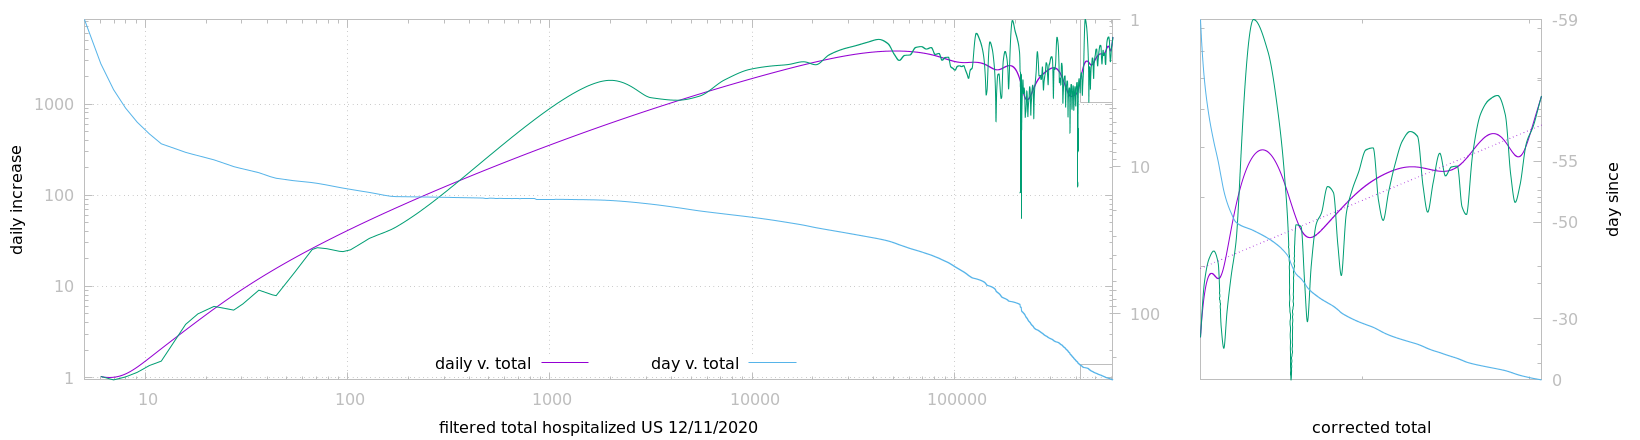 daily increase
1000
100
10
1
10
100
1000
10000
100000
1
10
100
daily v. total
day v. total
filtered total hospitalized US 12/11/2020
-59
-55
-50
-30
0
day since
corrected total